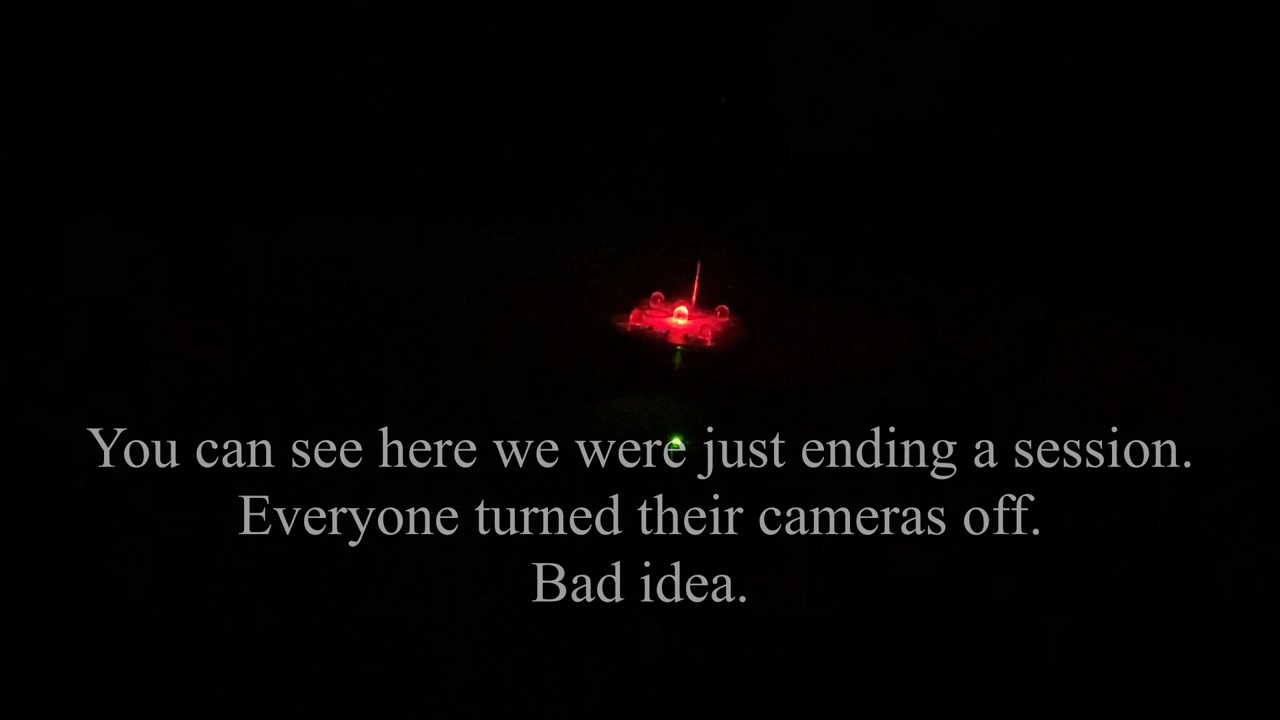 You can see here we were just ending a session.
Everyone turned their cameras off.
Bad idea.